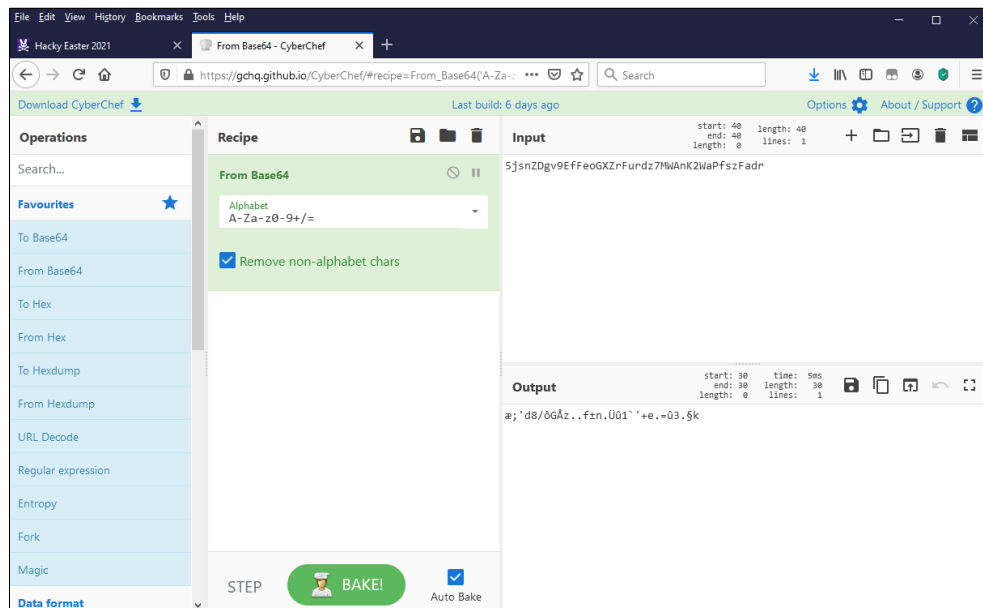 File Edit View History Bookmarks Tools Help
Hacky Easter 2021
From Base64 - CyberChef
https://gchq.github.io/CyberChef/#recipe=From_Base64('A-Za-z
Search
Download CyberChef
Last build: 6 days ago
Options
About / Support
Operations
Search...
Favourites
To Base64
From Base64
To Hex
From Hex
To Hexdump
From Hexdump
URL Decode
Regular expression
Entropy
Fork
Magic
Data format
Recipe
From Base64
Alphabet
A-Za-z0-9+/=
Remove non-alphabet chars
STEP
BAKE!
Auto Bake
Input
start: 40
end: 40
length: 0
length: 40
lines: 1
5jsnZDgv9EfFeoGXZrFurdz7MWAnK2WaPfszFadr
Output
start: 30
end: 30
length: 0
time: 5ms
length: 30
lines: 1
æ;'d8/ôGÅz..f±n.Üû1`'+e.=û3.§k